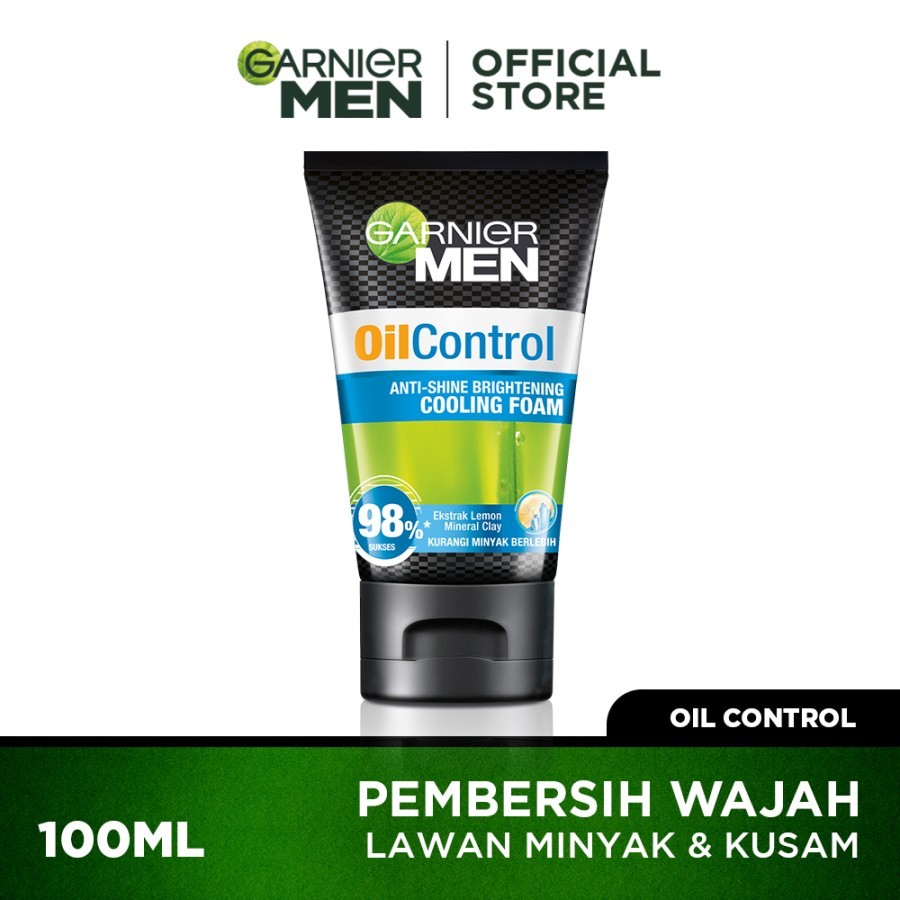 GARNIER
MEN
OFFICIAL
STORE
GARNIER
MEN
OilControl
ANTI-SHINE BRIGHTENING
COOLING FOAM
98%*
SUKSES
Ekstrak Lemon
Mineral Clay
KURANGI MINYAK BERLEBIH
OIL CONTROL
100ML
PEMBERSIH WAJAH
LAWAN MINYAK & KUSAM